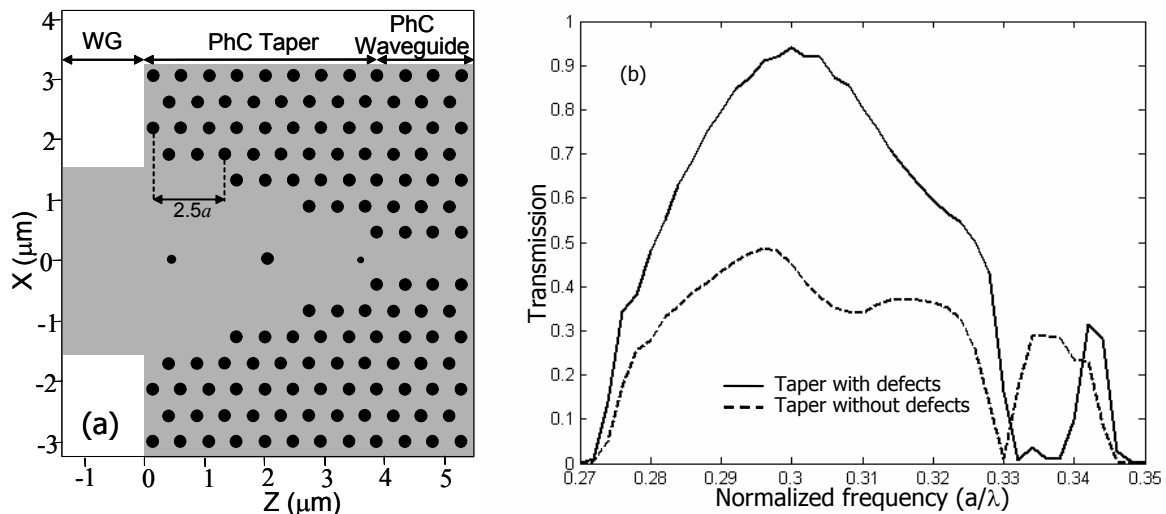 WG
PhC Taper
PhC
Waveguide
4
3
2
1
0
-1
-2
-3
X (μm)
2.5a
(a)
-1
0
1
2
3
4
5
Z (μm)
(b)
1
0.9
0.8
0.7
0.6
0.5
0.4
0.3
0.2
0.1
0
Transmission
Taper with defects
Taper without defects
0.27
0.28
0.29
0.3
0.31
0.32
0.33
0.34
0.35
Normalized frequency (a/λ)